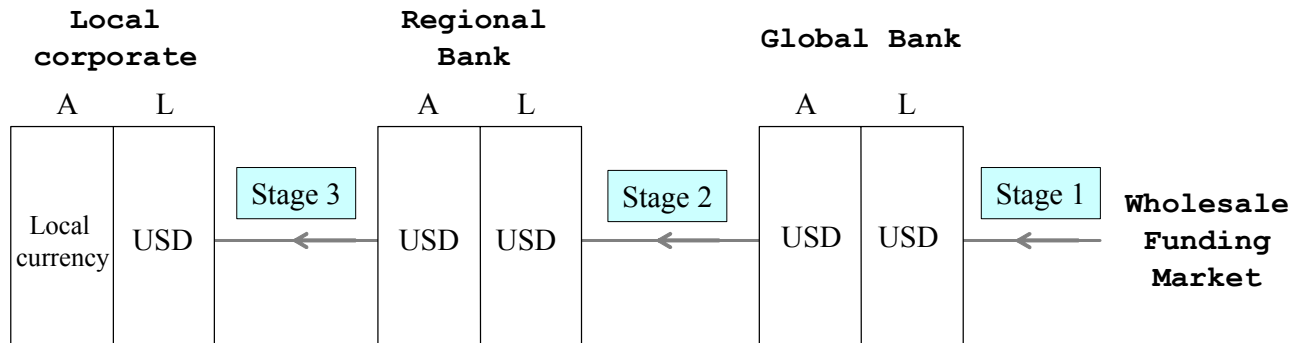 Local
corporate
Regional
Bank
Global Bank
A L
A L
A L
Local
currency
USD
Stage 3
USD
USD
Stage 2
USD
USD
Stage 1
Wholesale
Funding
Market